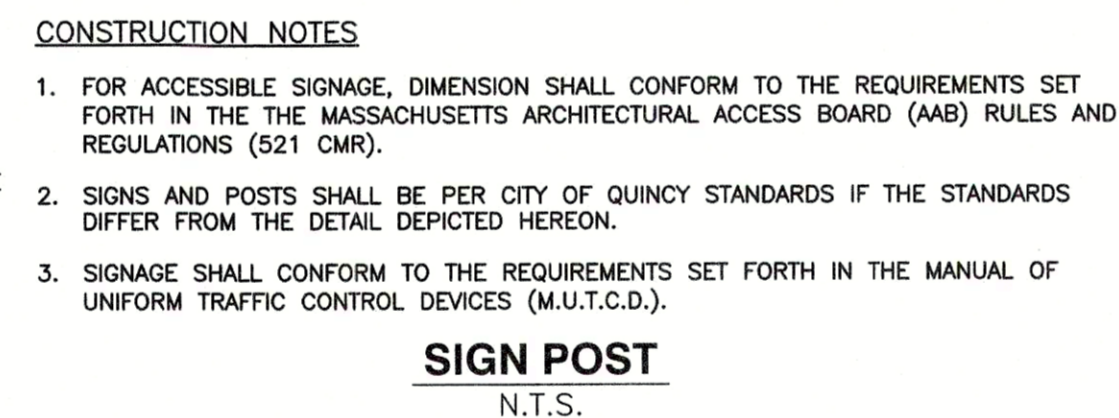 CONSTRUCTION NOTES
1. FOR ACCESSIBLE SIGNAGE, DIMENSION SHALL CONFORM TO THE REQUIREMENTS SET
FORTH IN THE THE MASSACHUSETTS ARCHITECTURAL ACCESS BOARD (AAB) RULES AND
REGULATIONS (521 CMR).
2. SIGNS AND POSTS SHALL BE PER CITY OF QUINCY STANDARDS IF THE STANDARDS
DIFFER FROM THE DETAIL DEPICTED HEREON.
3. SIGNAGE SHALL CONFORM TO THE REQUIREMENTS SET FORTH IN THE MANUAL OF
UNIFORM TRAFFIC CONTROL DEVICES (M.U.T.C.D.).
SIGN POST
N.T.S.